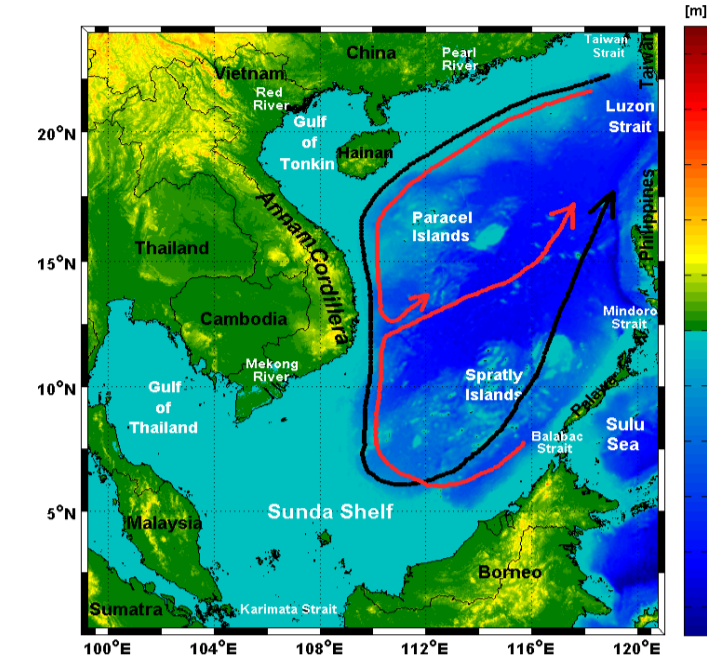 [m]
China
Taiwan
Strait
Taiwan
Pearl
River
Vietnam
Red
River
Luzon
Strait
20°N
Gulf
of
Tonkin
Hainan
Annam Cordillera
Paracel
Islands
Philippines
Thailand
15°N
Cambodia
Mindoro
Strait
Mekong
River
10°N
Gulf
of
Thailand
Spratly
Islands
Palawan
Balabac
Strait
Sulu
Sea
5°N
Sunda Shelf
Malaysia
Borneo
Sumatra
Karimata Strait
100°E
104°E
108°E
112°E
116°E
120°E